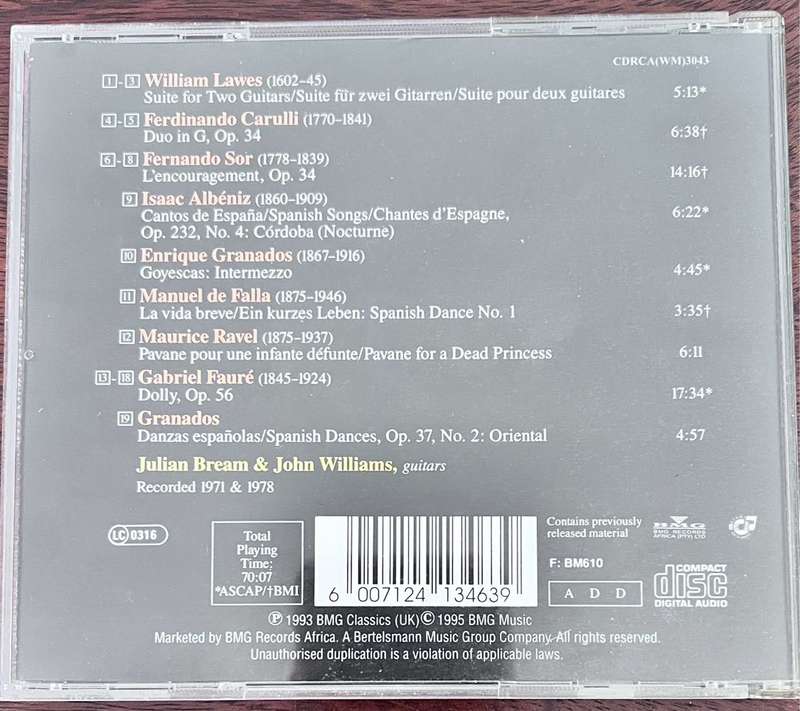 CDRCA(WM)3043
1-3 William Lawes (1602-45)
Suite for Two Guitars/Suite für zwei Gitarren/Suite pour deux guitares 5:13*
4-5 Ferdinando Carulli (1770-1841)
Duo in G, Op. 34 6:38†
6-8 Fernando Sor (1778-1839)
L'encouragement, Op. 34 14:16†
9 Isaac Albéniz (1860-1909)
Cantos de España/Spanish Songs/Chantes d'Espagne, 6:22*
Op. 232, No. 4: Córdoba (Nocturne)
10 Enrique Granados (1867-1916)
Goyescas: Intermezzo 4:45*
11 Manuel de Falla (1875-1946)
La vida breve/Ein kurzes Leben: Spanish Dance No. 1 3:35†
12 Maurice Ravel (1875-1937)
Pavane pour une infante défunte/Pavane for a Dead Princess 6:11
13-18 Gabriel Fauré (1845-1924)
Dolly, Op. 56 17:34*
19 Granados
Danzas españolas/Spanish Dances, Op. 37, No. 2: Oriental 4:57
Julian Bream & John Williams, guitars
Recorded 1971 & 1978
LC 0316
Total
Playing
Time:
70:07
*ASCAP/†BMI
6 007124 134639
Contains previously
released material
F: BM610
A D D
BMG
BMG RECORDS
AFRICA (PTY) LTD
COMPACT
disc
DIGITAL AUDIO
℗ 1993 BMG Classics (UK) © 1995 BMG Music
Marketed by BMG Records Africa. A Bertelsmann Music Group Company. All rights reserved.
Unauthorised duplication is a violation of applicable laws.